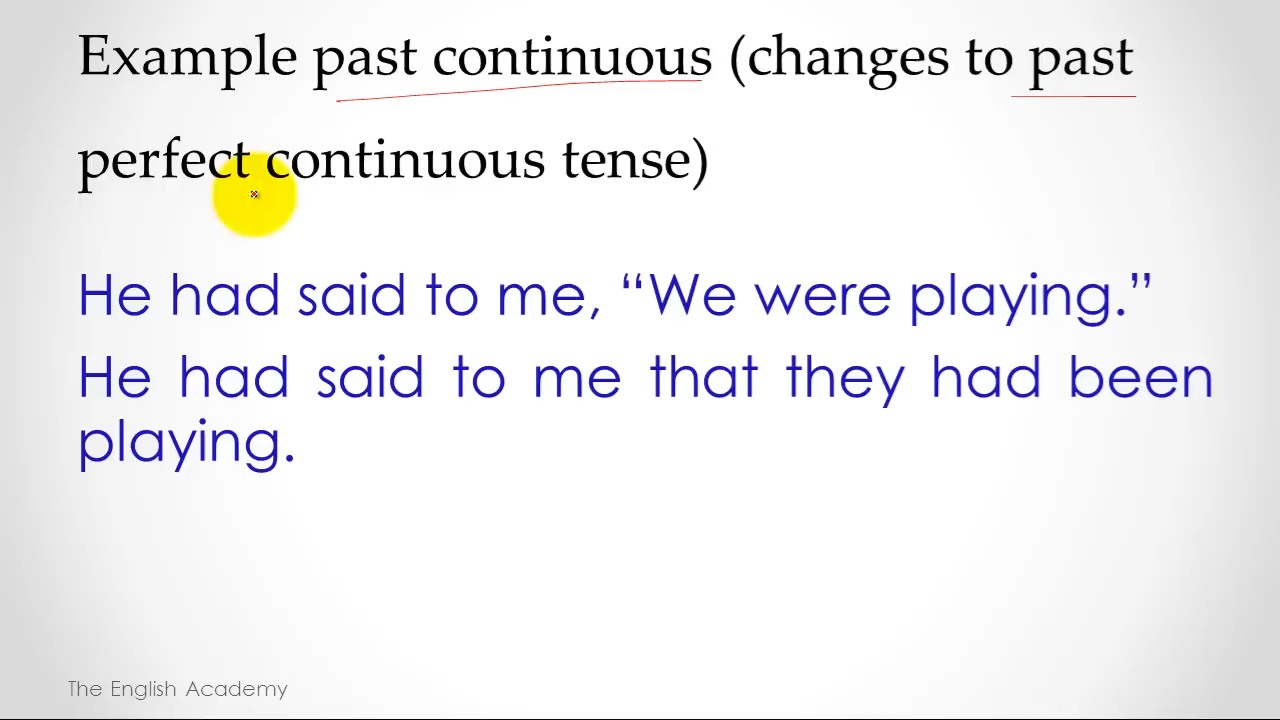 Example past continuous (changes to past
perfect continuous tense)
He had said to me, “We were playing.”
He had said to me that they had been
playing.
The English Academy